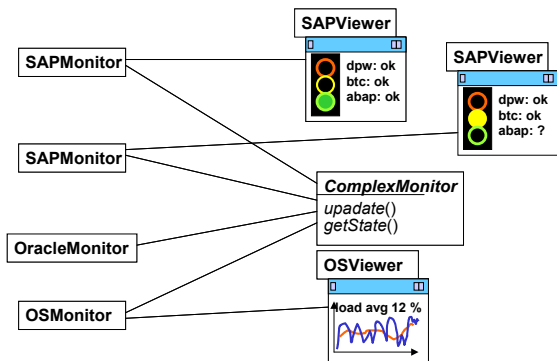 SAPViewer
SAPMonitor
dpw: ok
btc: ok
abap: ok
SAPViewer
dpw: ok
btc: ok
abap: ?
SAPMonitor
ComplexMonitor
upadate()
getState()
OracleMonitor
OSViewer
OSMonitor
load avg 12 %